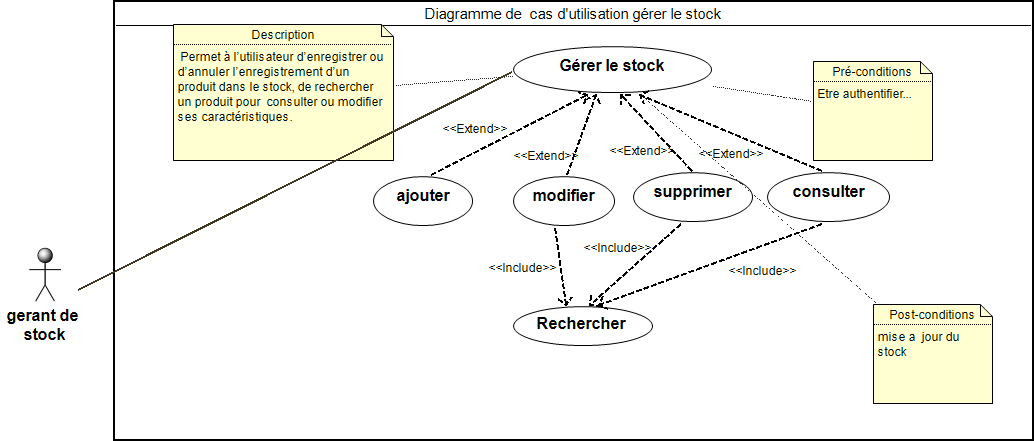 Diagramme de cas d'utilisation gérer le stock
Description
Permet à l'utilisateur d'enregistrer ou
d'annuler l'enregistrement d'un
produit dans le stock, de rechercher
un produit pour consulter ou modifier
ses caractéristiques.
Gérer le stock
Pré-conditions
Etre authentifier...
<<Extend>>
<<Extend>>
<<Extend>>
<<Extend>>
ajouter
modifier
supprimer
consulter
<<Include>>
<<Include>>
<<Include>>
gerant de
stock
Rechercher
Post-conditions
mise a jour du
stock